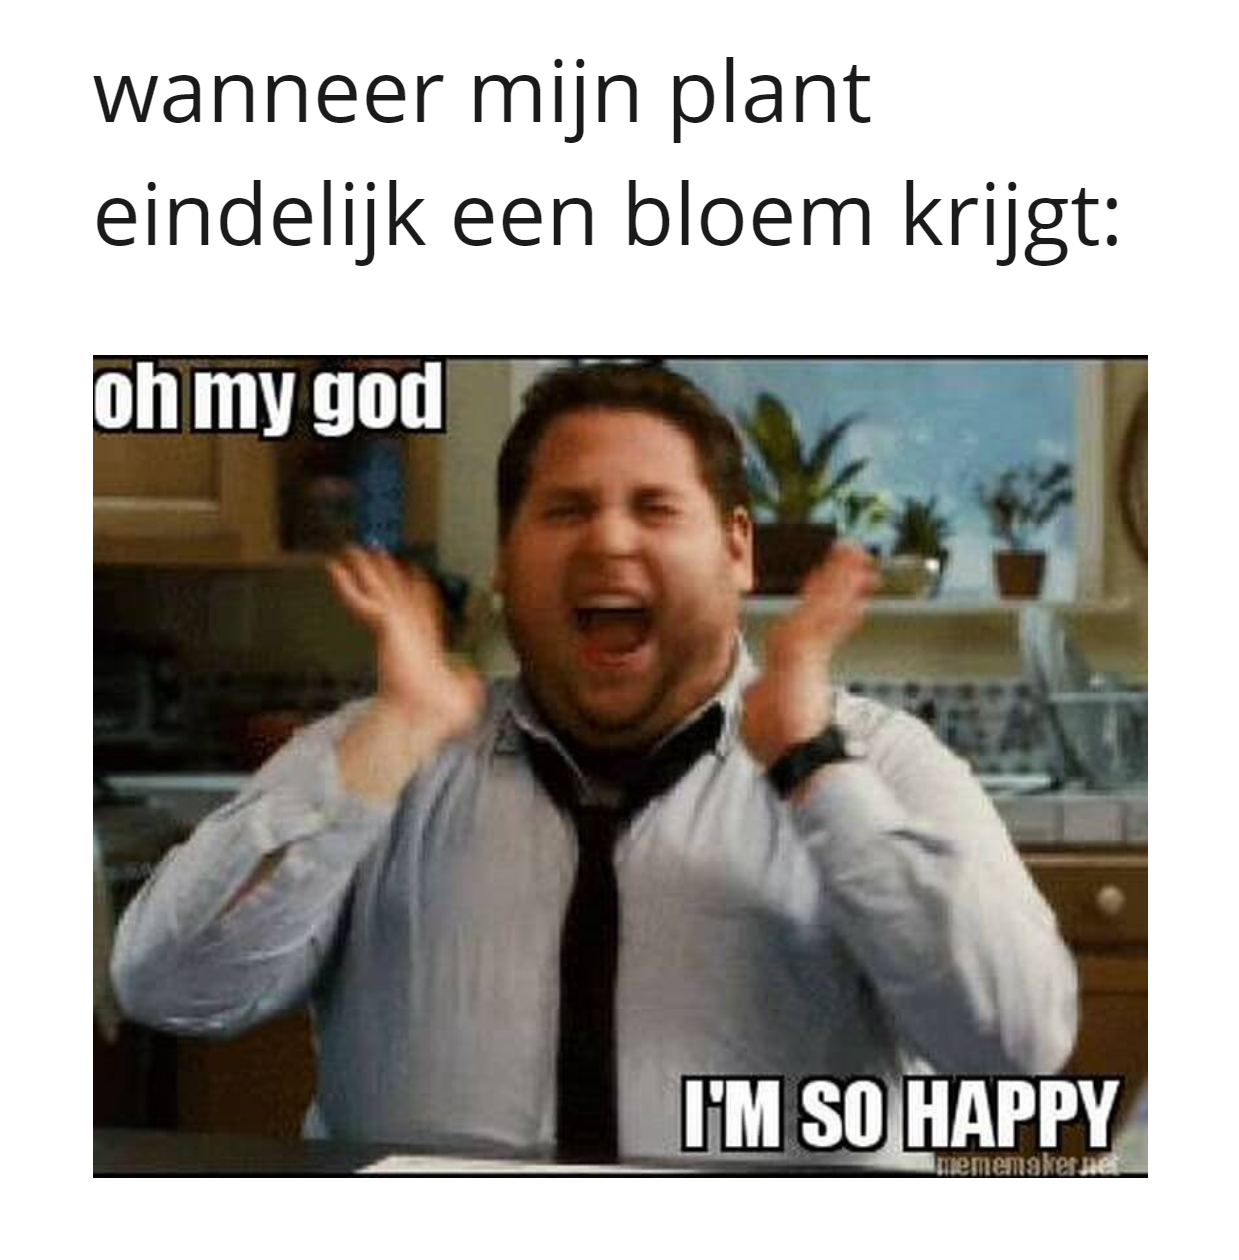 wanneer mijn plant
eindelijk een bloem krijgt:
oh my god
I'M SO HAPPY
mememaker.net